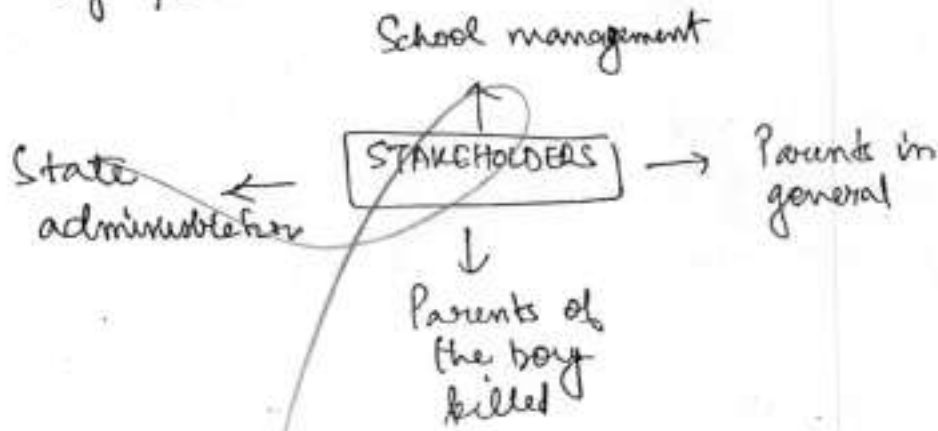 School management
STAKEHOLDERS
State
administration
Parents in
general
Parents of
the boy
killed